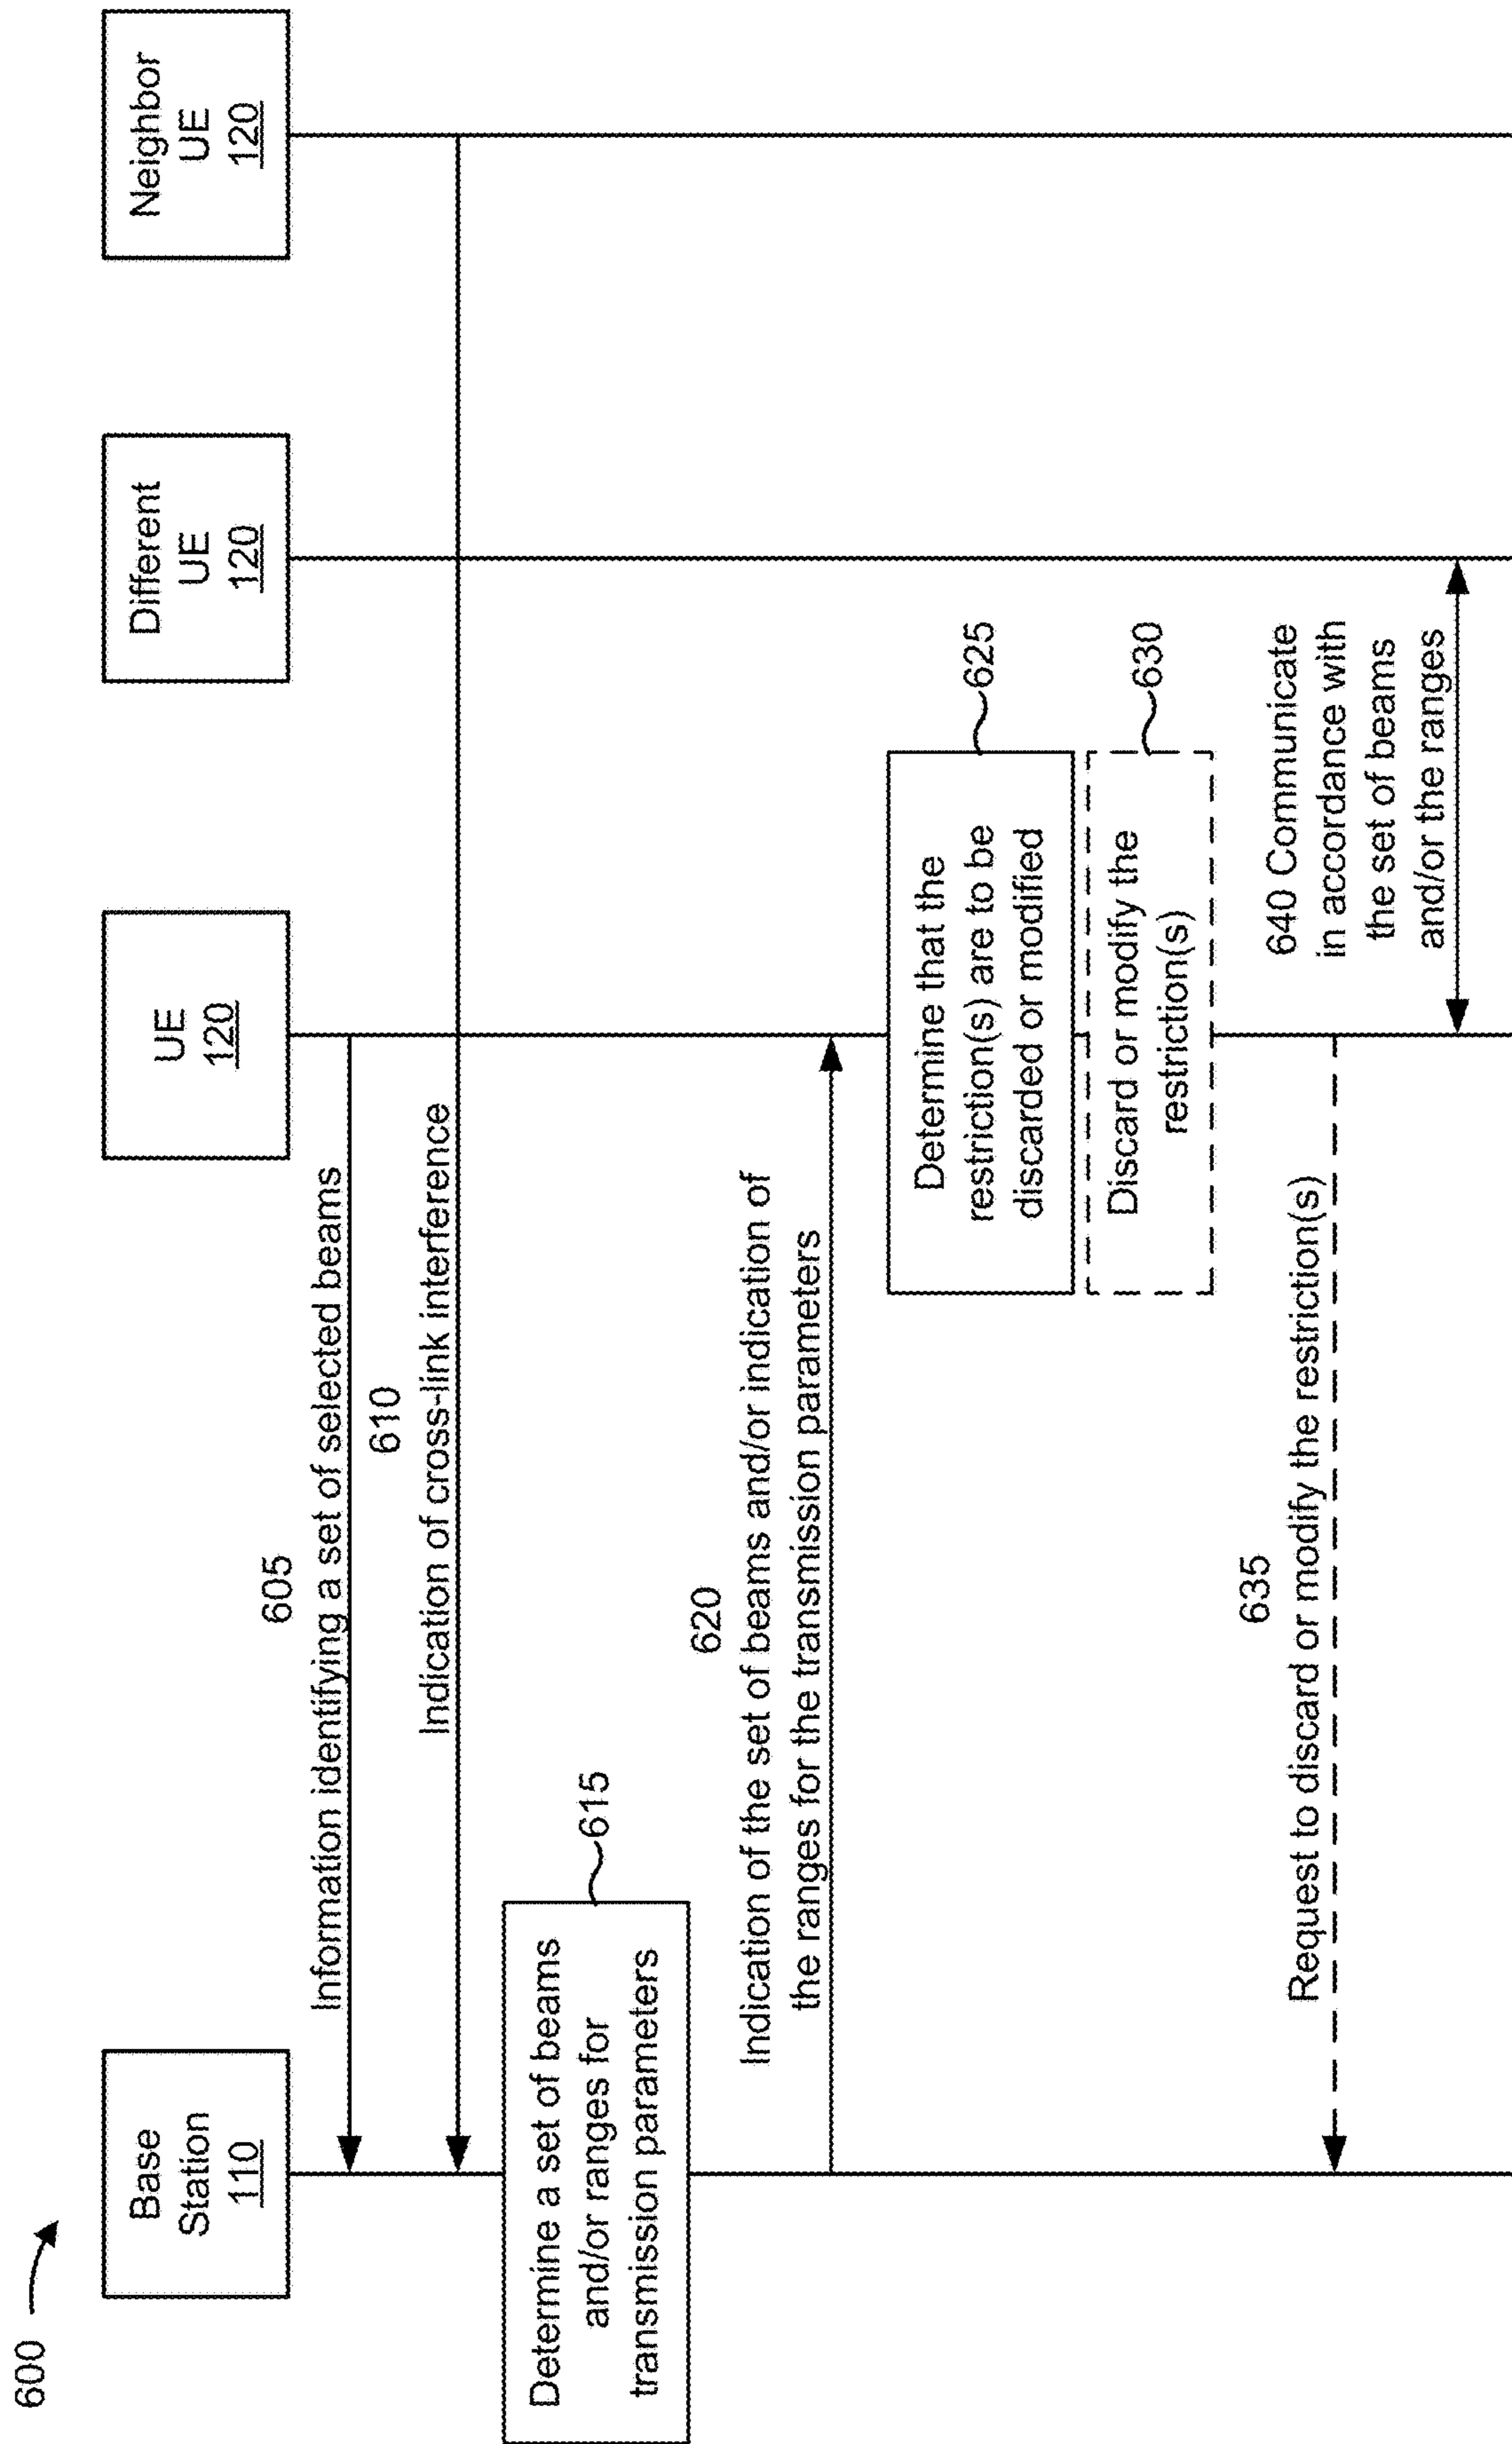 600
Base
Station
110
UE
120
Different
UE
120
Neighbor
UE
120
605
Information identifying a set of selected beams
610
Indication of cross-link interference
Determine a set of beams
and/or ranges for
transmission parameters
615
620
Indication of the set of beams and/or indication of
the ranges for the transmission parameters
Determine that the
restriction(s) are to be
discarded or modified
625
Discard or modify the
restriction(s)
630
635
Request to discard or modify the restriction(s)
640 Communicate
in accordance with
the set of beams
and/or the ranges